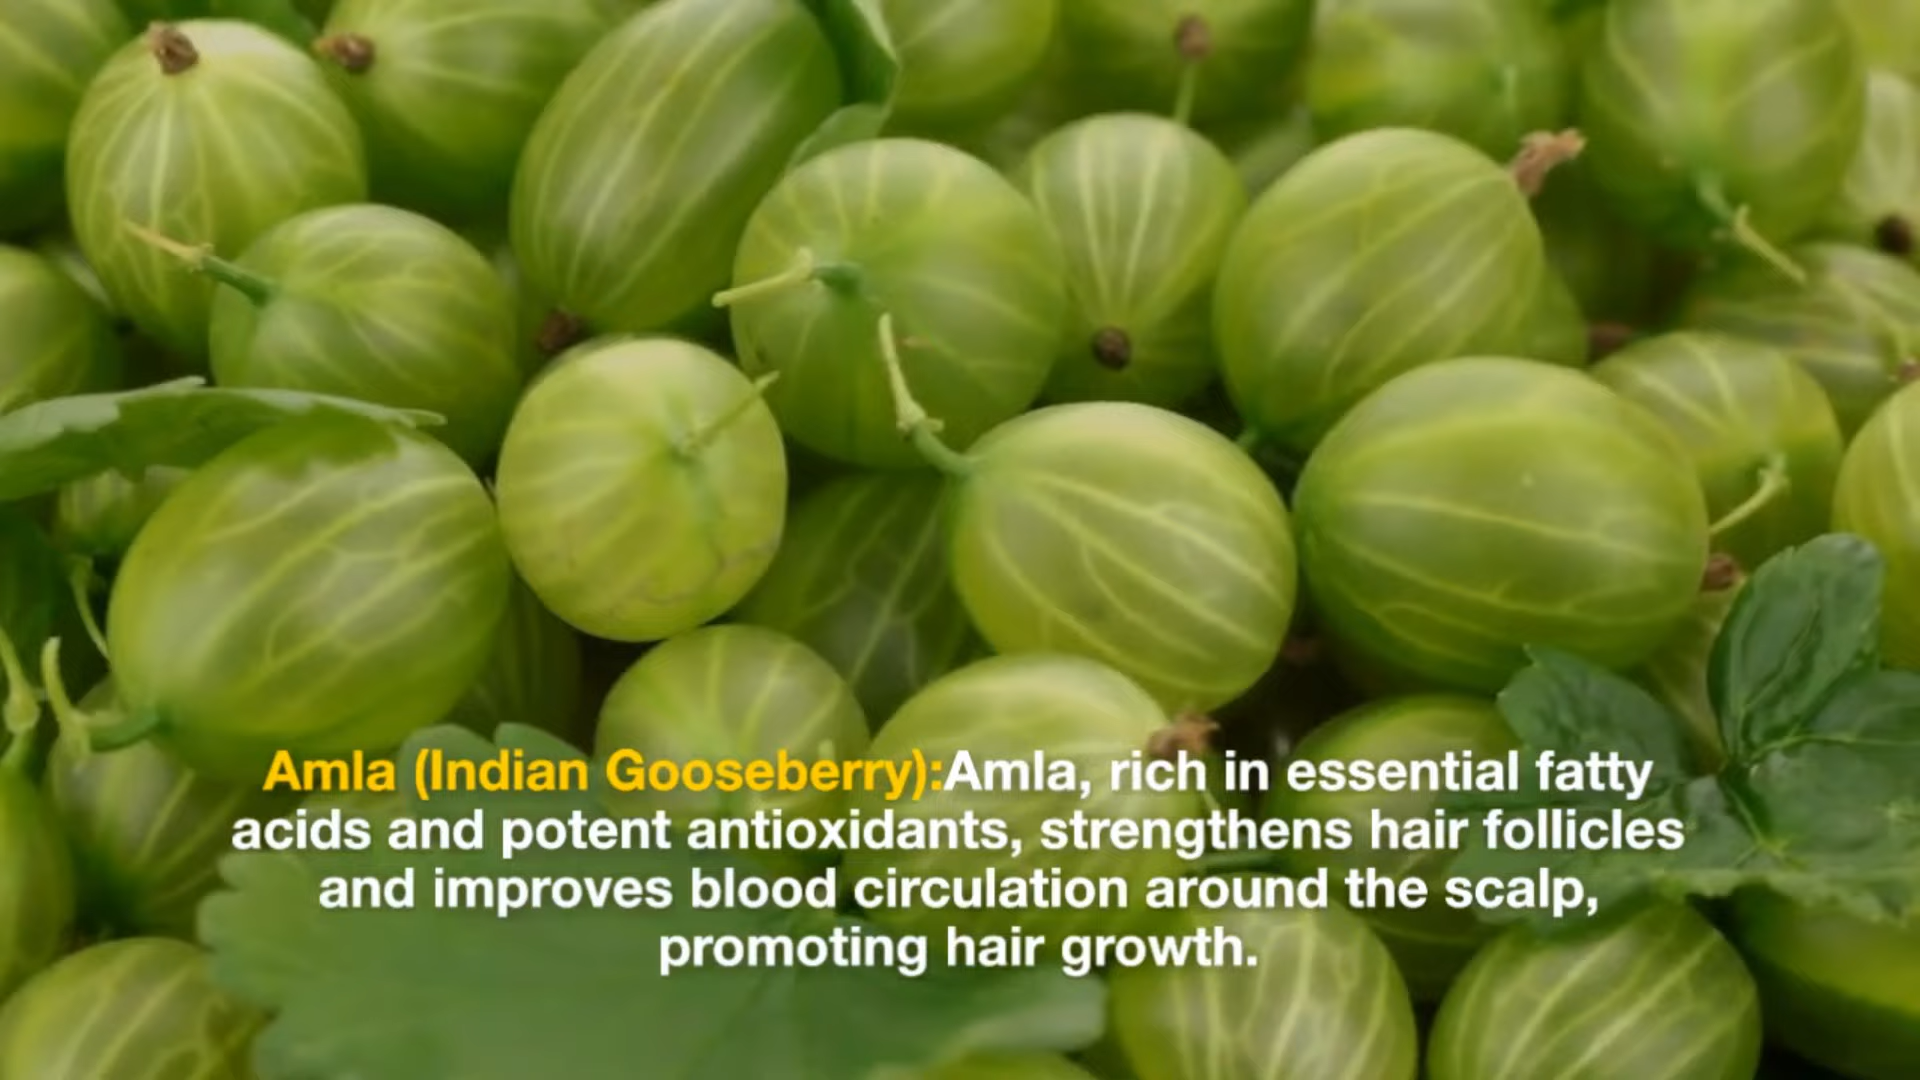 Amla (Indian Gooseberry):Amla, rich in essential fatty
acids and potent antioxidants, strengthens hair follicles
and improves blood circulation around the scalp,
promoting hair growth.